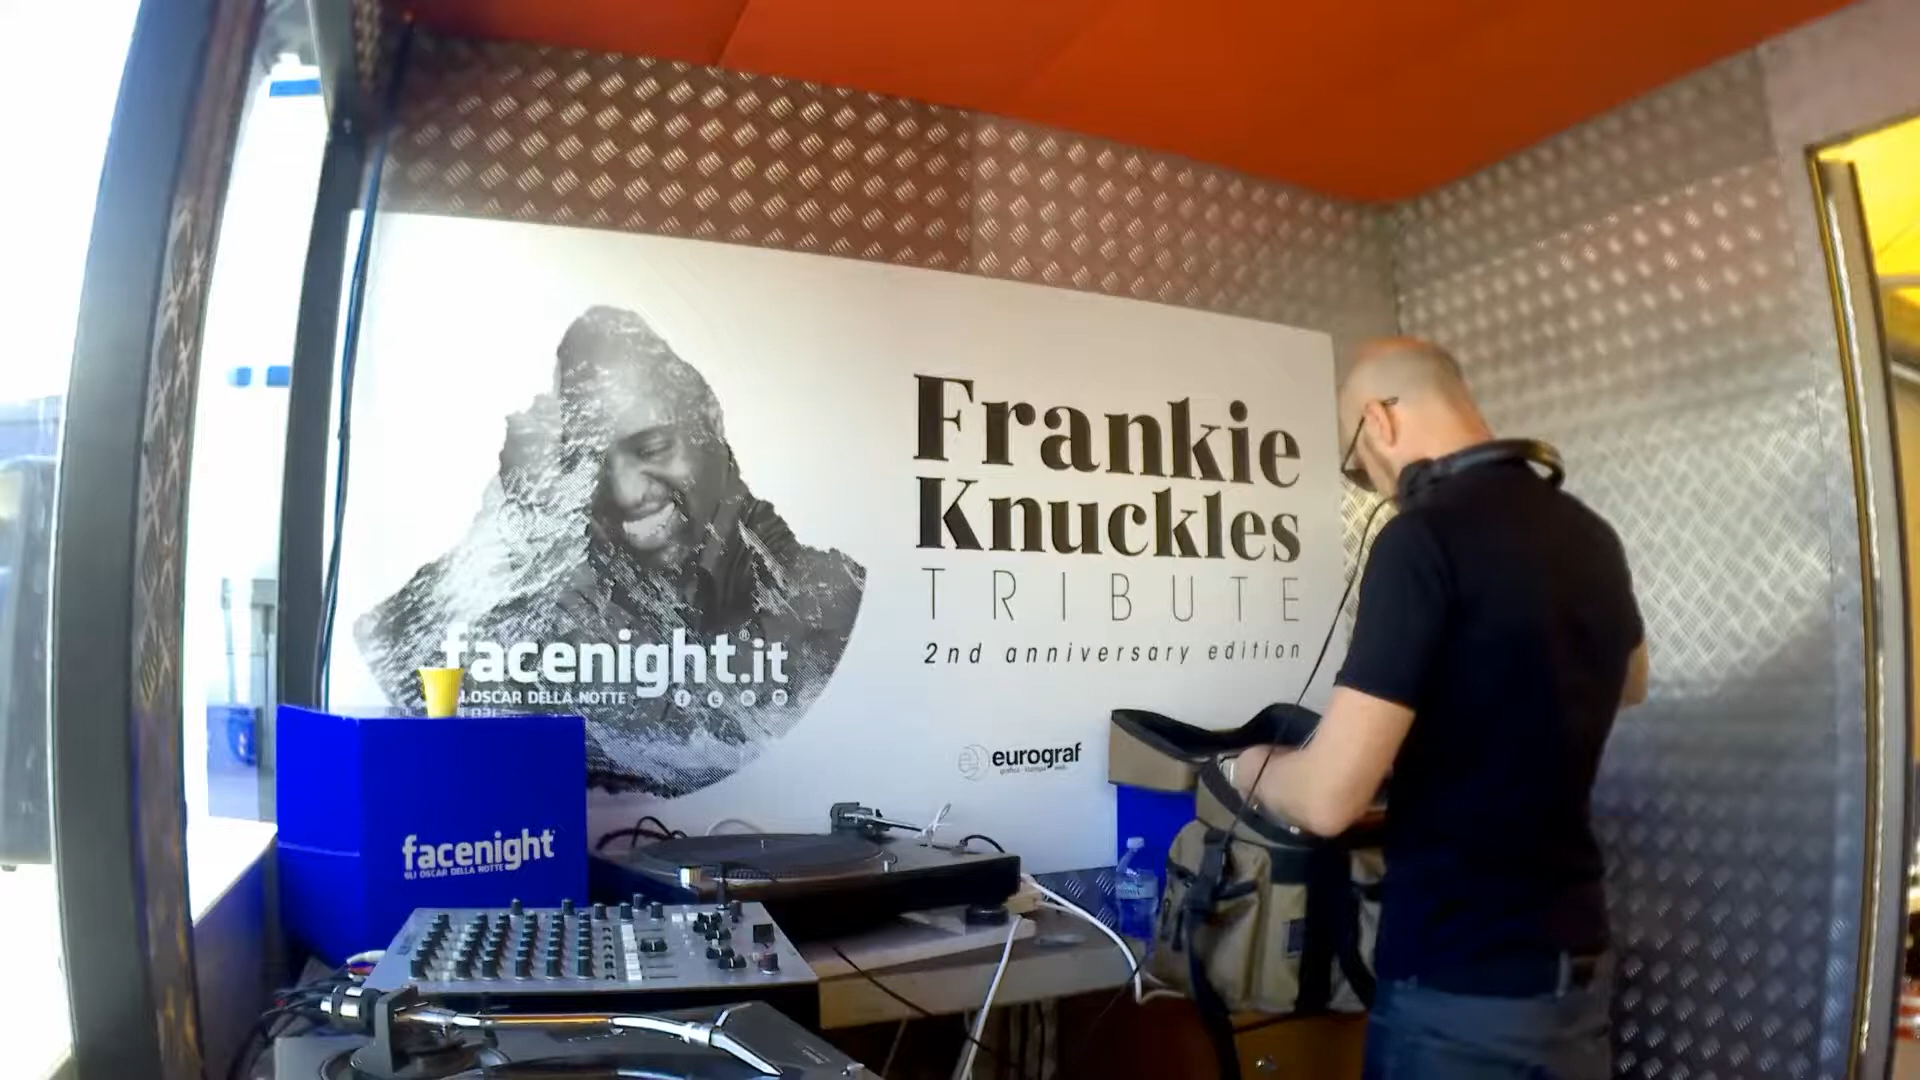 Frankie
Knuckles
TRIBUTE
2nd anniversary edition
facenight®.it
GLI OSCAR DELLA NOTTE
eurograf
facenight
GLI OSCAR DELLA NOTTE